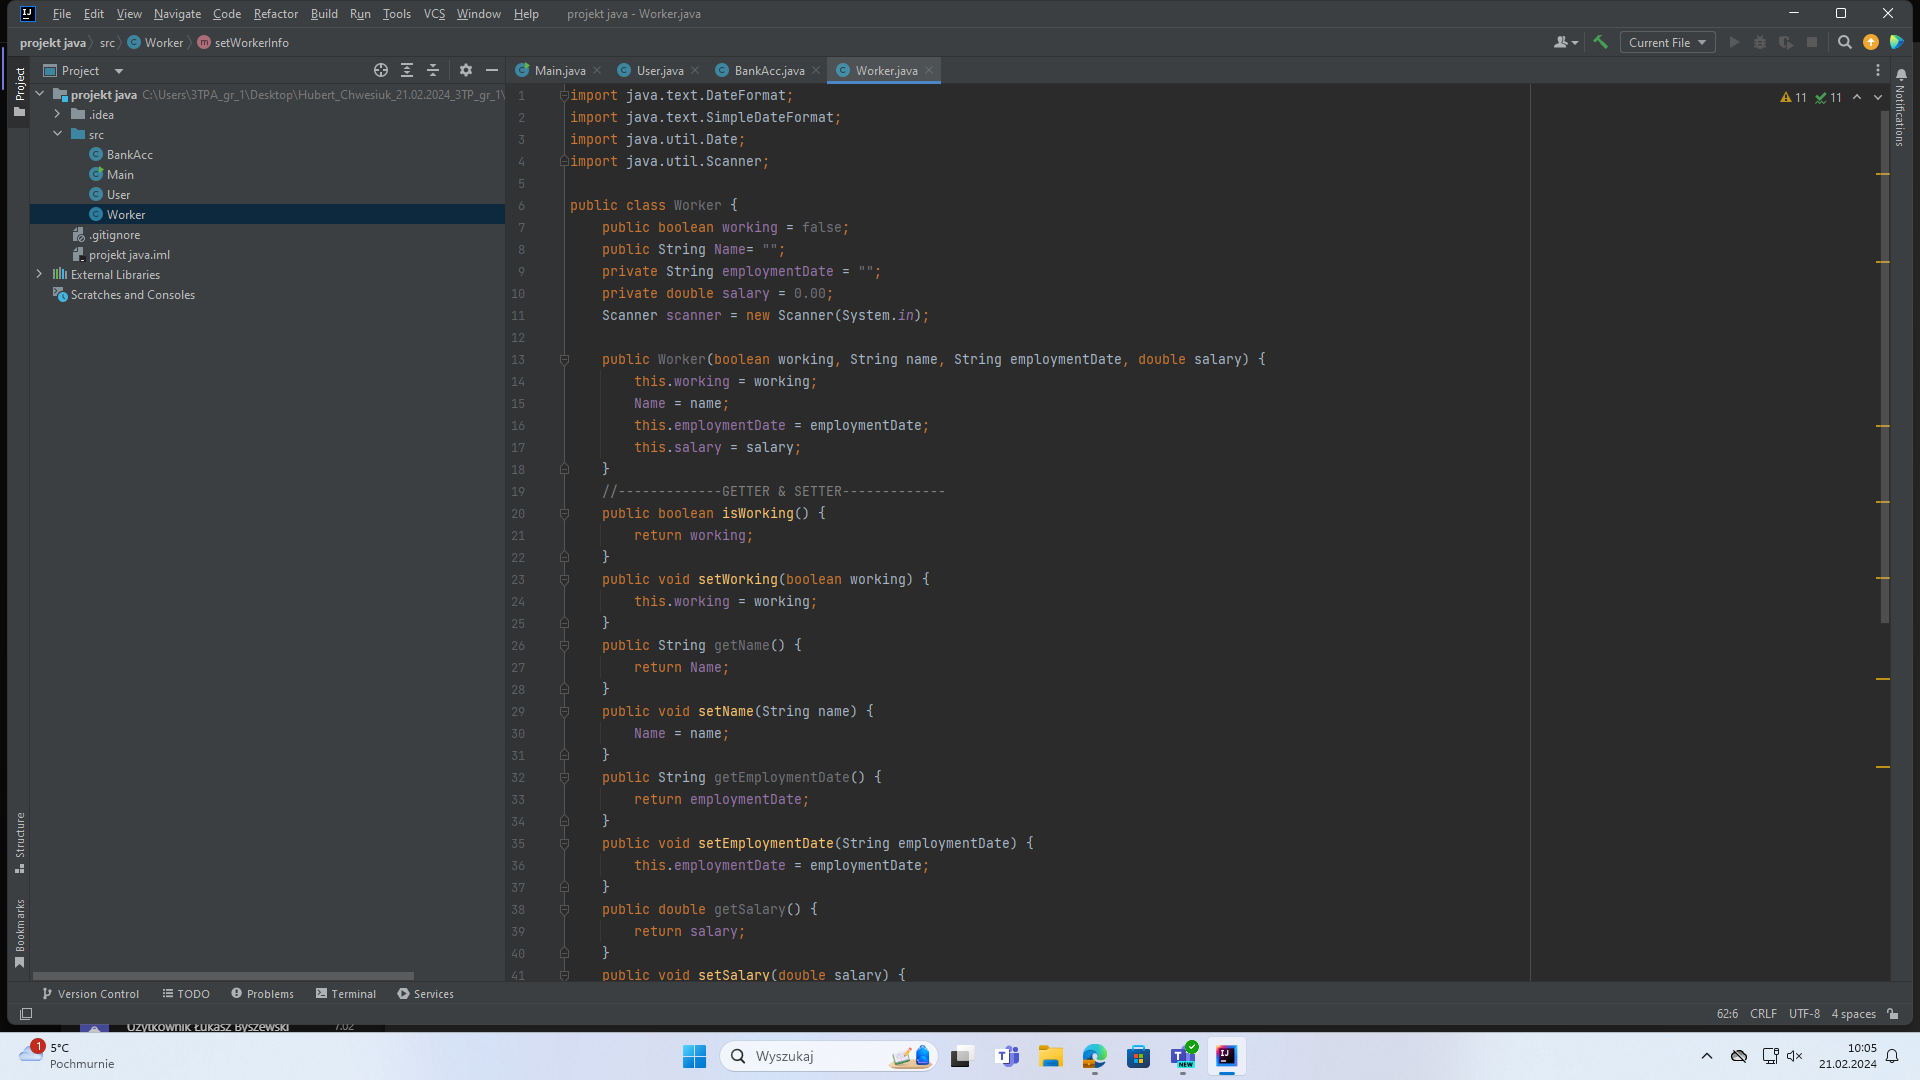 File Edit View Navigate Code Refactor Build Run Tools VCS Window Help projekt java - Worker.java
projekt java src Worker setWorkerInfo Current File
Project
Project
Main.java User.java BankAcc.java Worker.java
projekt java C:\Users\3TPA_gr_1\Desktop\Hubert_Chwesiuk_21.02.2024_3TP_gr_1\
.idea
src
BankAcc
Main
User
Worker
.gitignore
projekt java.iml
External Libraries
Scratches and Consoles
Structure
Bookmarks
11 11
Notifications
1 import java.text.DateFormat;
2 import java.text.SimpleDateFormat;
3 import java.util.Date;
4 import java.util.Scanner;
5
6 public class Worker {
7 public boolean working = false;
8 public String Name= "";
9 private String employmentDate = "";
10 private double salary = 0.00;
11 Scanner scanner = new Scanner(System.in);
12
13 public Worker(boolean working, String name, String employmentDate, double salary) {
14 this.working = working;
15 Name = name;
16 this.employmentDate = employmentDate;
17 this.salary = salary;
18 }
19 //-------------GETTER & SETTER-------------
20 public boolean isWorking() {
21 return working;
22 }
23 public void setWorking(boolean working) {
24 this.working = working;
25 }
26 public String getName() {
27 return Name;
28 }
29 public void setName(String name) {
30 Name = name;
31 }
32 public String getEmploymentDate() {
33 return employmentDate;
34 }
35 public void setEmploymentDate(String employmentDate) {
36 this.employmentDate = employmentDate;
37 }
38 public double getSalary() {
39 return salary;
40 }
41 public void setSalary(double salary) {
Version Control TODO Problems Terminal Services
62:6 CRLF UTF-8 4 spaces
Użytkownik Łukasz Byszewski 7.02
1 5°C
Pochmurnie
Wyszukaj
NEW
10:05
21.02.2024